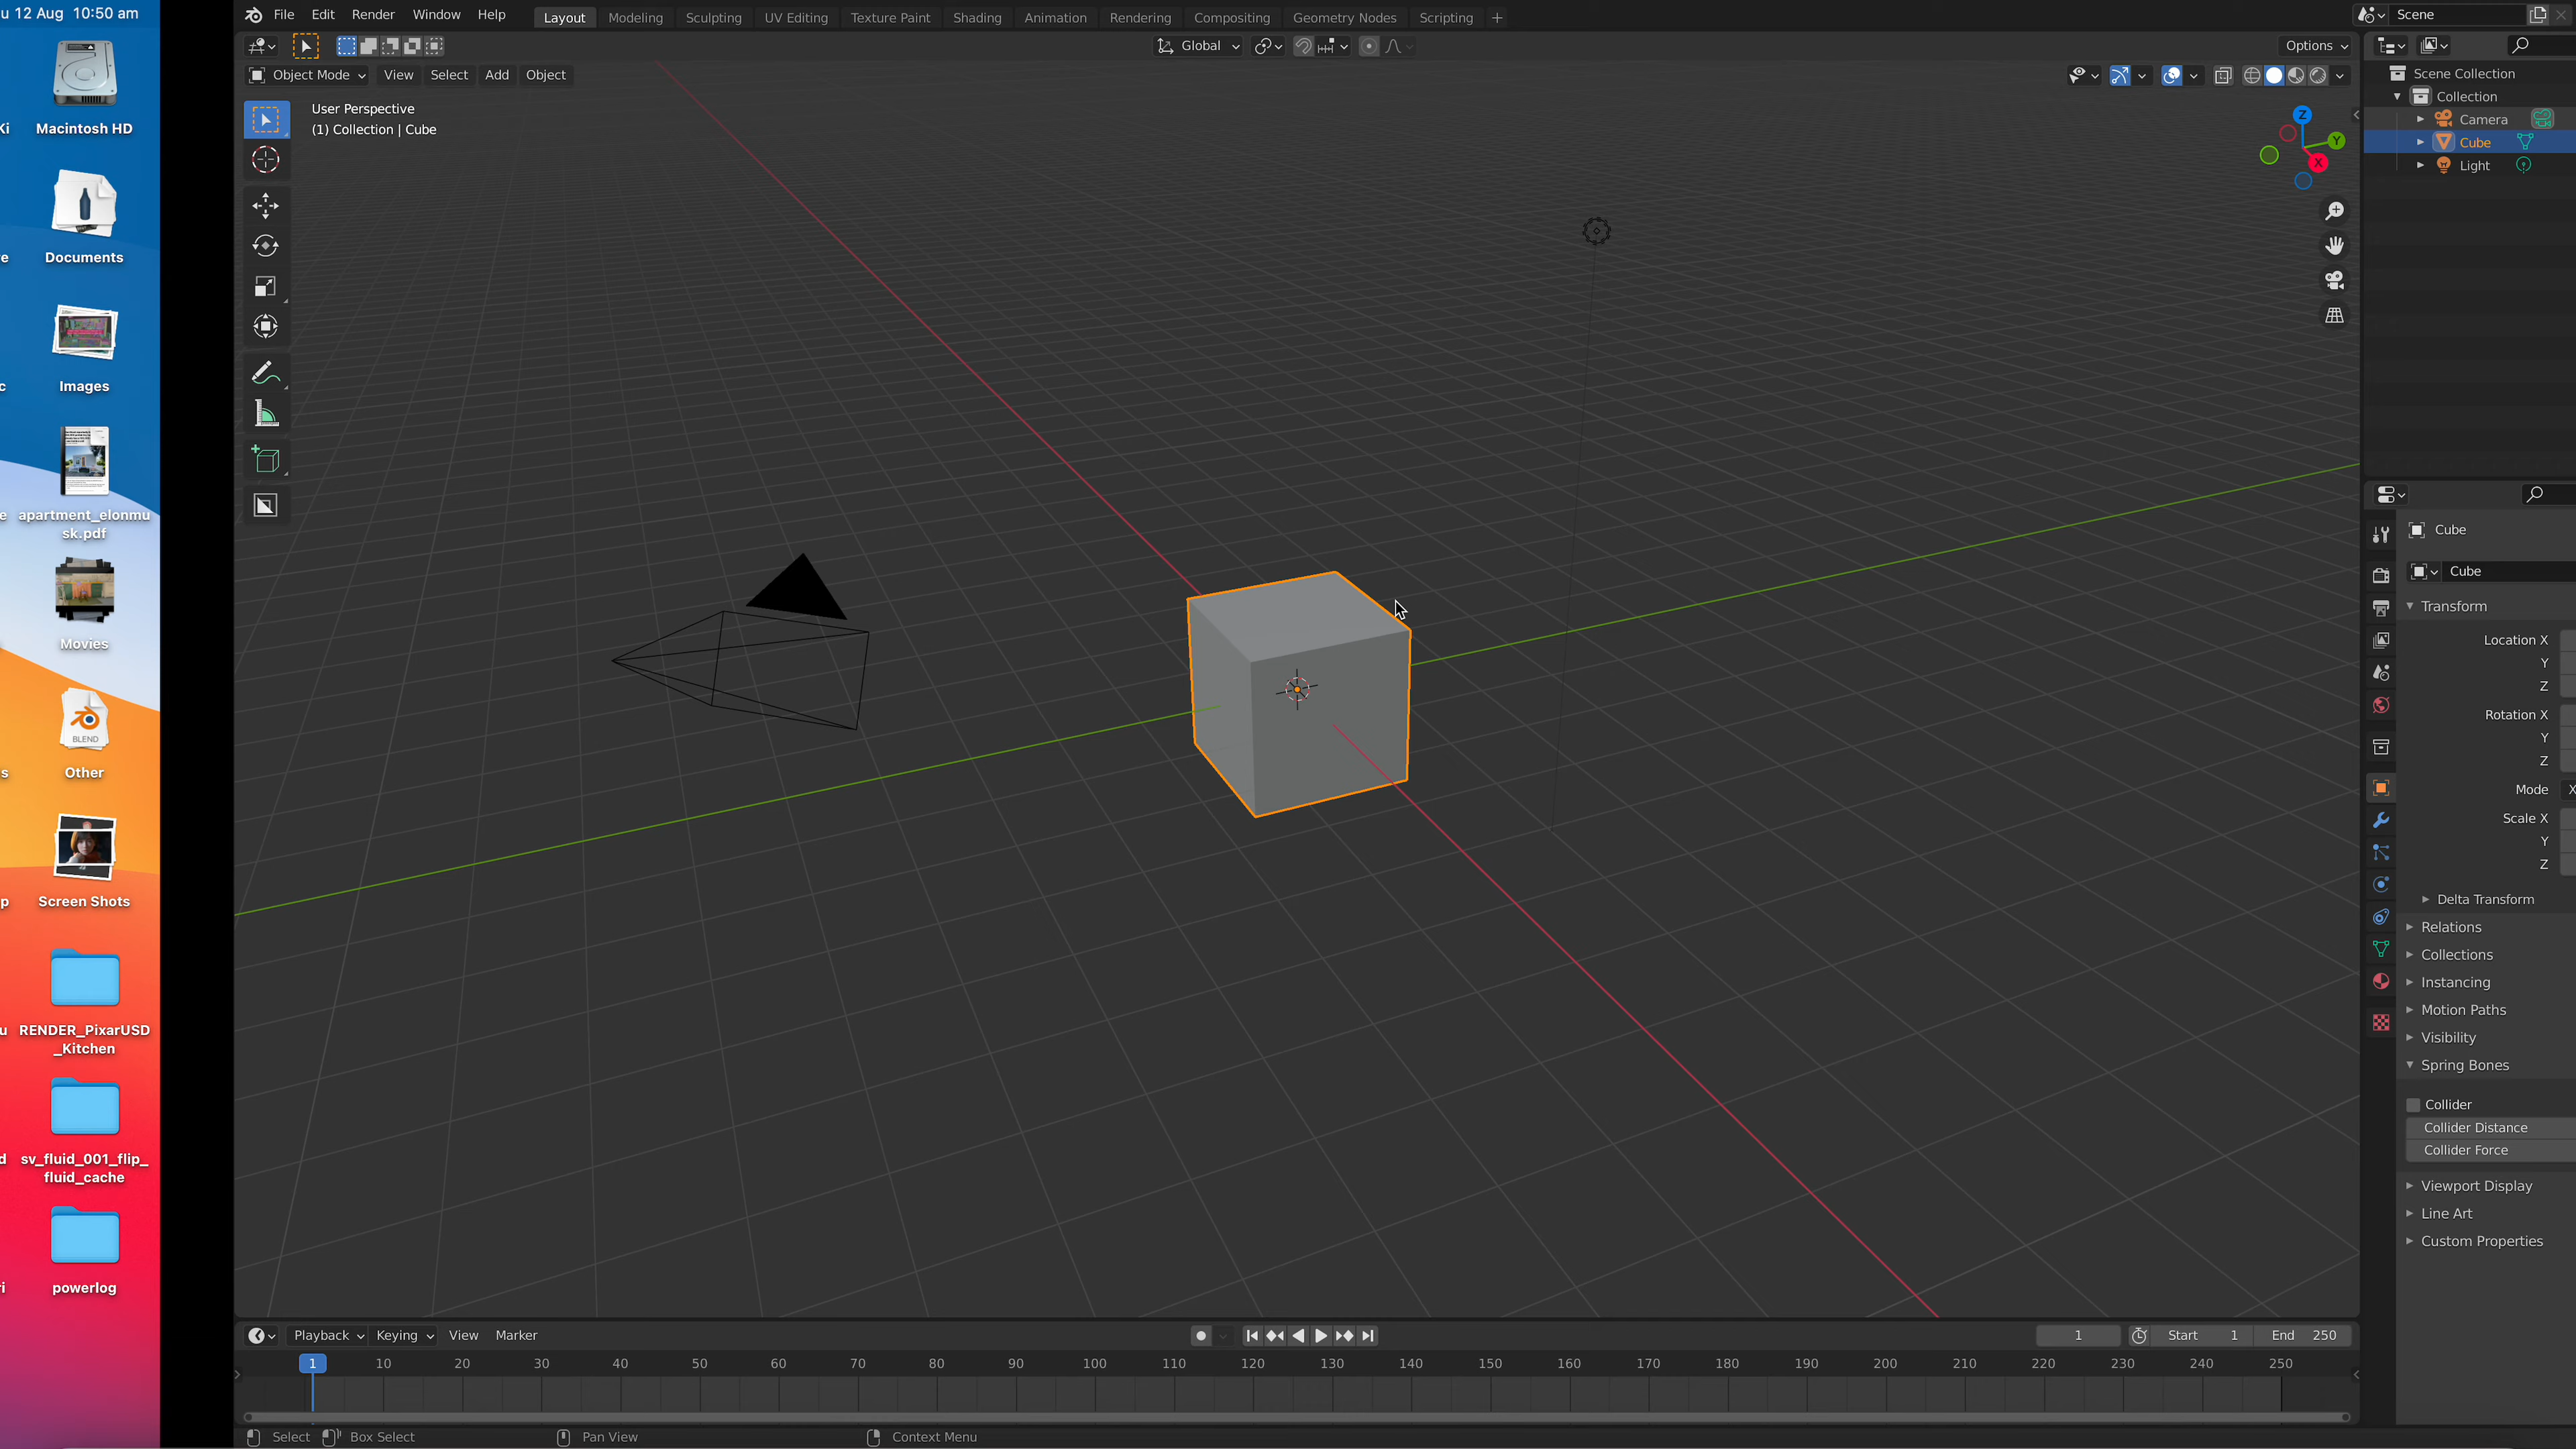 u 12 Aug 10:50 am
Macintosh HD
Documents
Images
apartment_elonmu
sk.pdf
Movies
BLEND
Other
Screen Shots
RENDER_PixarUSD
_Kitchen
sv_fluid_001_flip_
fluid_cache
powerlog
Ki
e
c
e
s
p
u
d
ri
File Edit Render Window Help
Layout Modeling Sculpting UV Editing Texture Paint Shading Animation Rendering Compositing Geometry Nodes Scripting +
Scene
Global
Options
Object Mode View Select Add Object
User Perspective
(1) Collection | Cube
Z
Y
X
Scene Collection
Collection
Camera
Cube
Light
Cube
Cube
Transform
Location X
Y
Z
Rotation X
Y
Z
Mode X
Scale X
Y
Z
Delta Transform
Relations
Collections
Instancing
Motion Paths
Visibility
Spring Bones
Collider
Collider Distance
Collider Force
Viewport Display
Line Art
Custom Properties
Playback Keying View Marker
1 Start 1 End 250
1 10 20 30 40 50 60 70 80 90 100 110 120 130 140 150 160 170 180 190 200 210 220 230 240 250
Select Box Select Pan View Context Menu